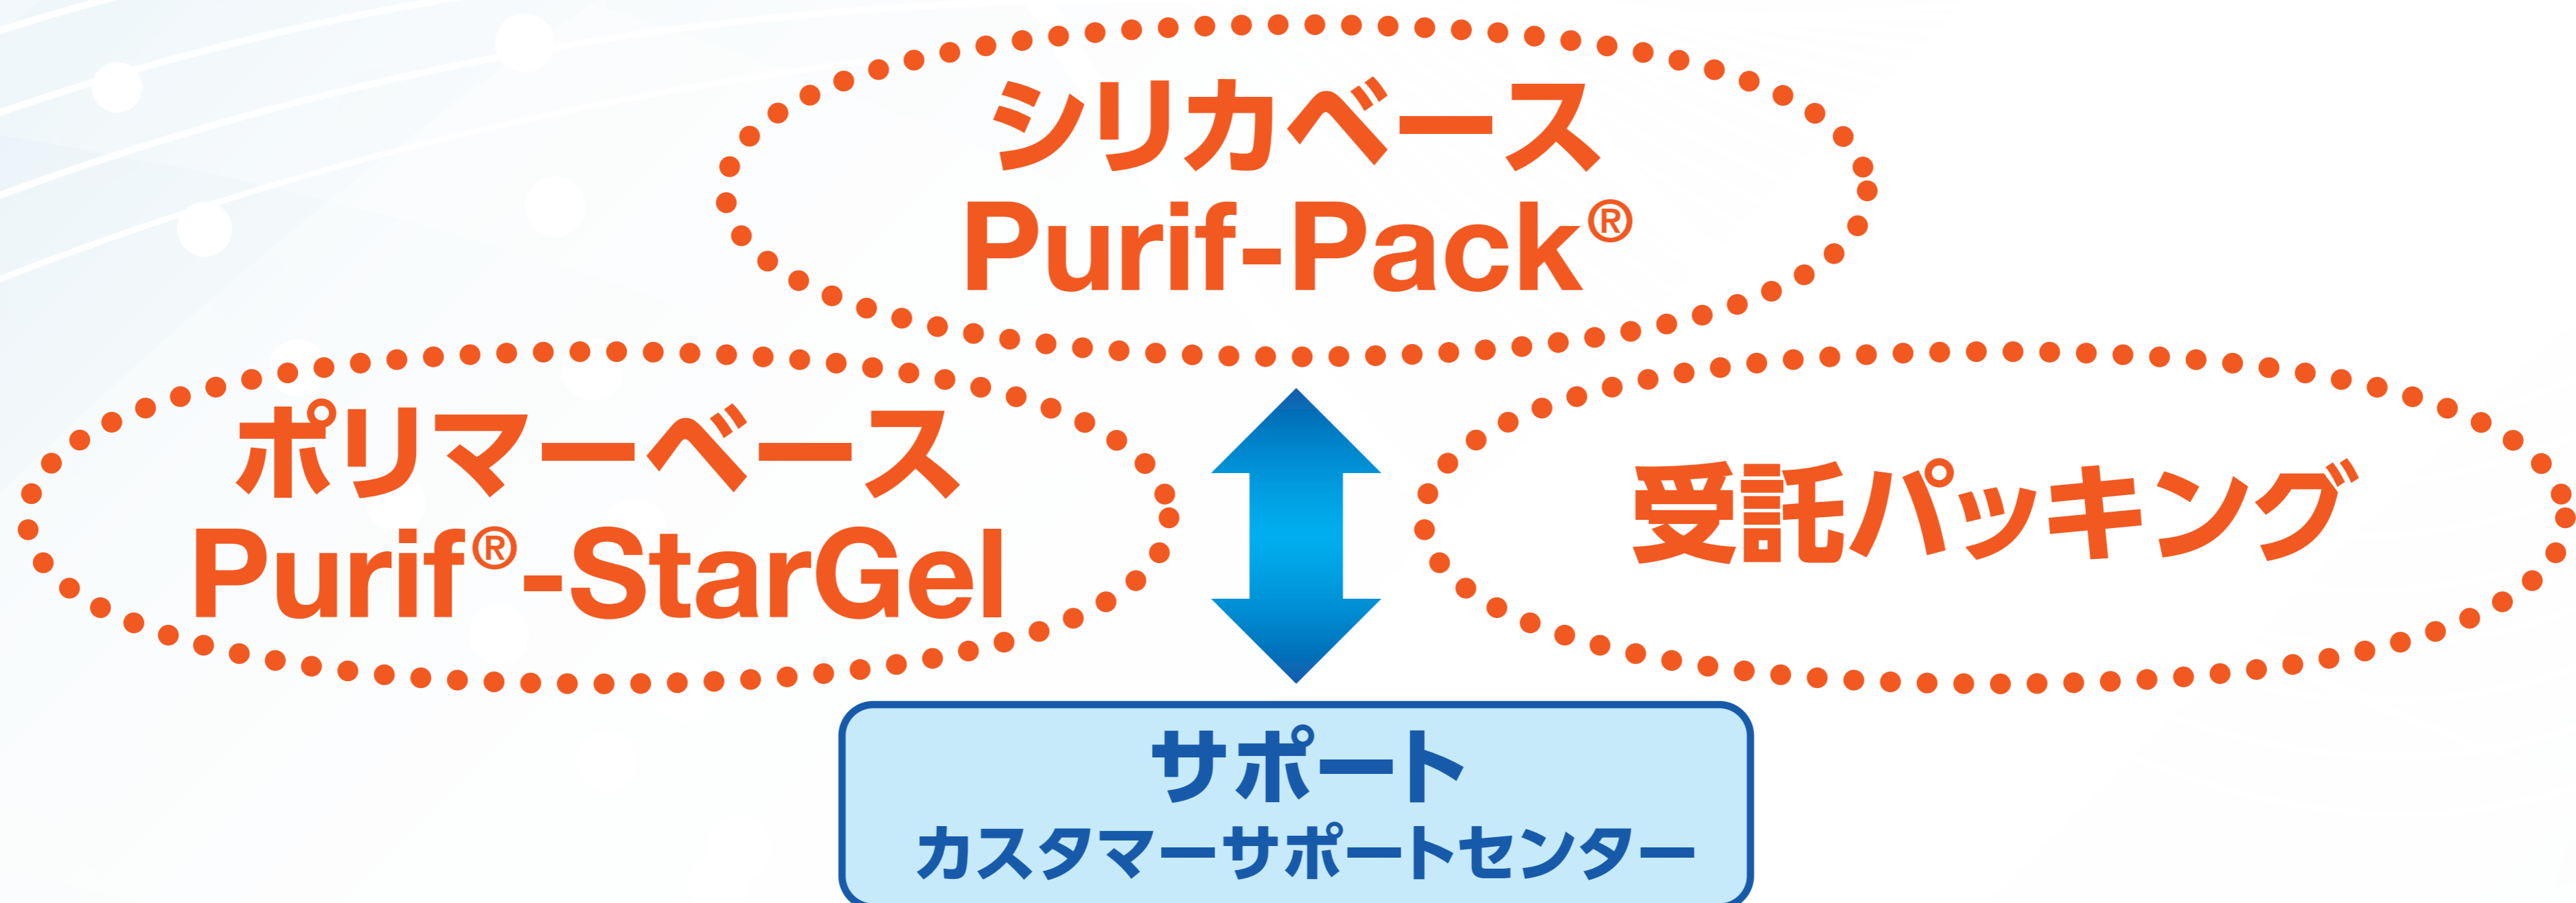 シリカベース
Purif-Pack®
ポリマーベース
Purif®-StarGel
受託パッキング
サポート
カスタマーサポートセンター